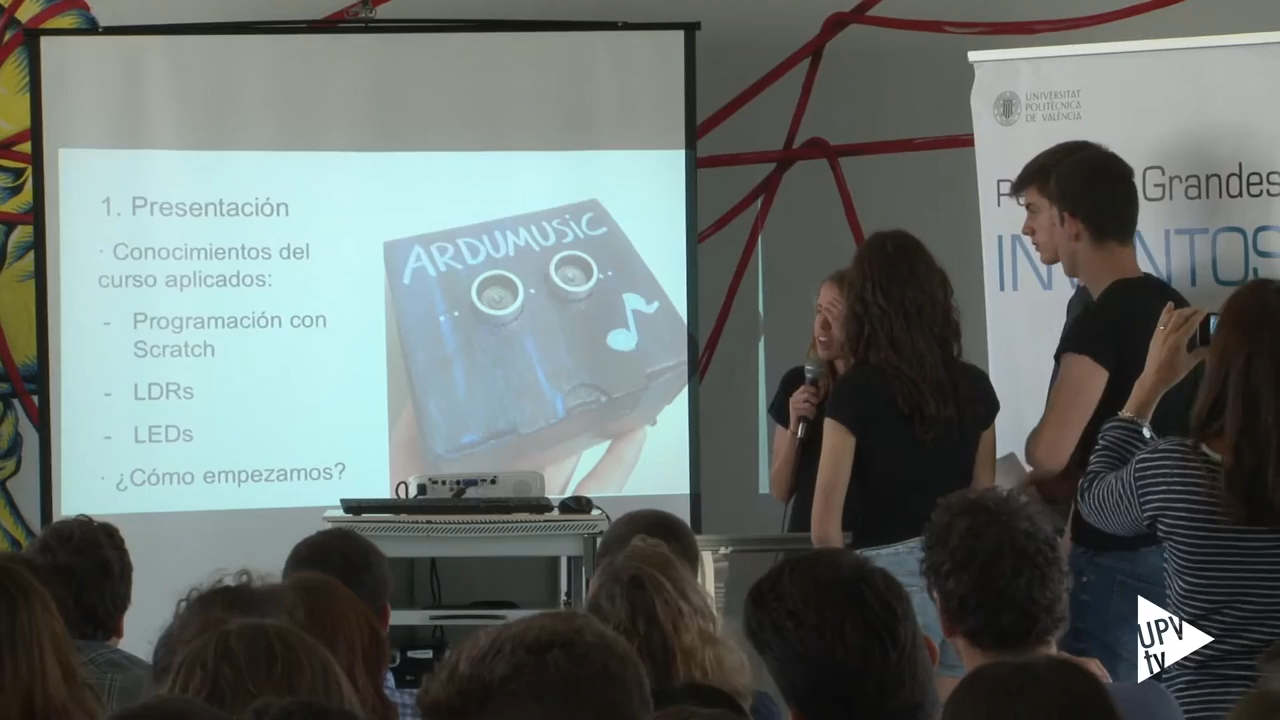 1. Presentación
· Conocimientos del
curso aplicados:
- Programación con
Scratch
- LDRs
- LEDs
· ¿Cómo empezamos?
ARDUMUSIC
UNIVERSITAT
POLITÈCNICA
DE VALÈNCIA
Grandes
UPV
tv